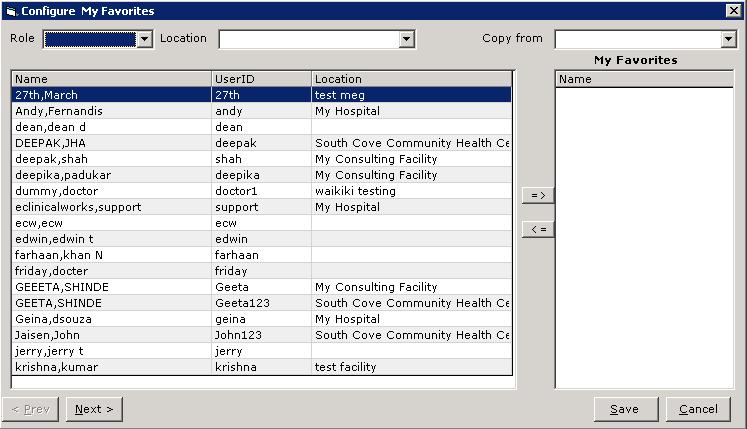 Configure My Favorites
Role Location Copy from
My Favorites
Name UserID Location Name
27th,March 27th test meg
Andy,Fernandis andy My Hospital
dean,dean d dean
DEEPAK,JHA deepak South Cove Community Health Ce
deepak,shah shah My Consulting Facility
deepika,padukar deepika My Consulting Facility
dummy,doctor doctor1 waikiki testing
=>
eclinicalworks,support support My Hospital
ecw,ecw ecw
<=
edwin,edwin t edwin
farhaan,khan N farhaan
friday,docter friday
GEEETA,SHINDE Geeta My Consulting Facility
GEEETA,SHINDE Geeta123 South Cove Community Health Ce
Geina,dsouza geina My Hospital
Jaisen,John John123 South Cove Community Health Ce
jerry,jerry t jerry
krishna,kumar krishna test facility
< Prev Next > Save Cancel